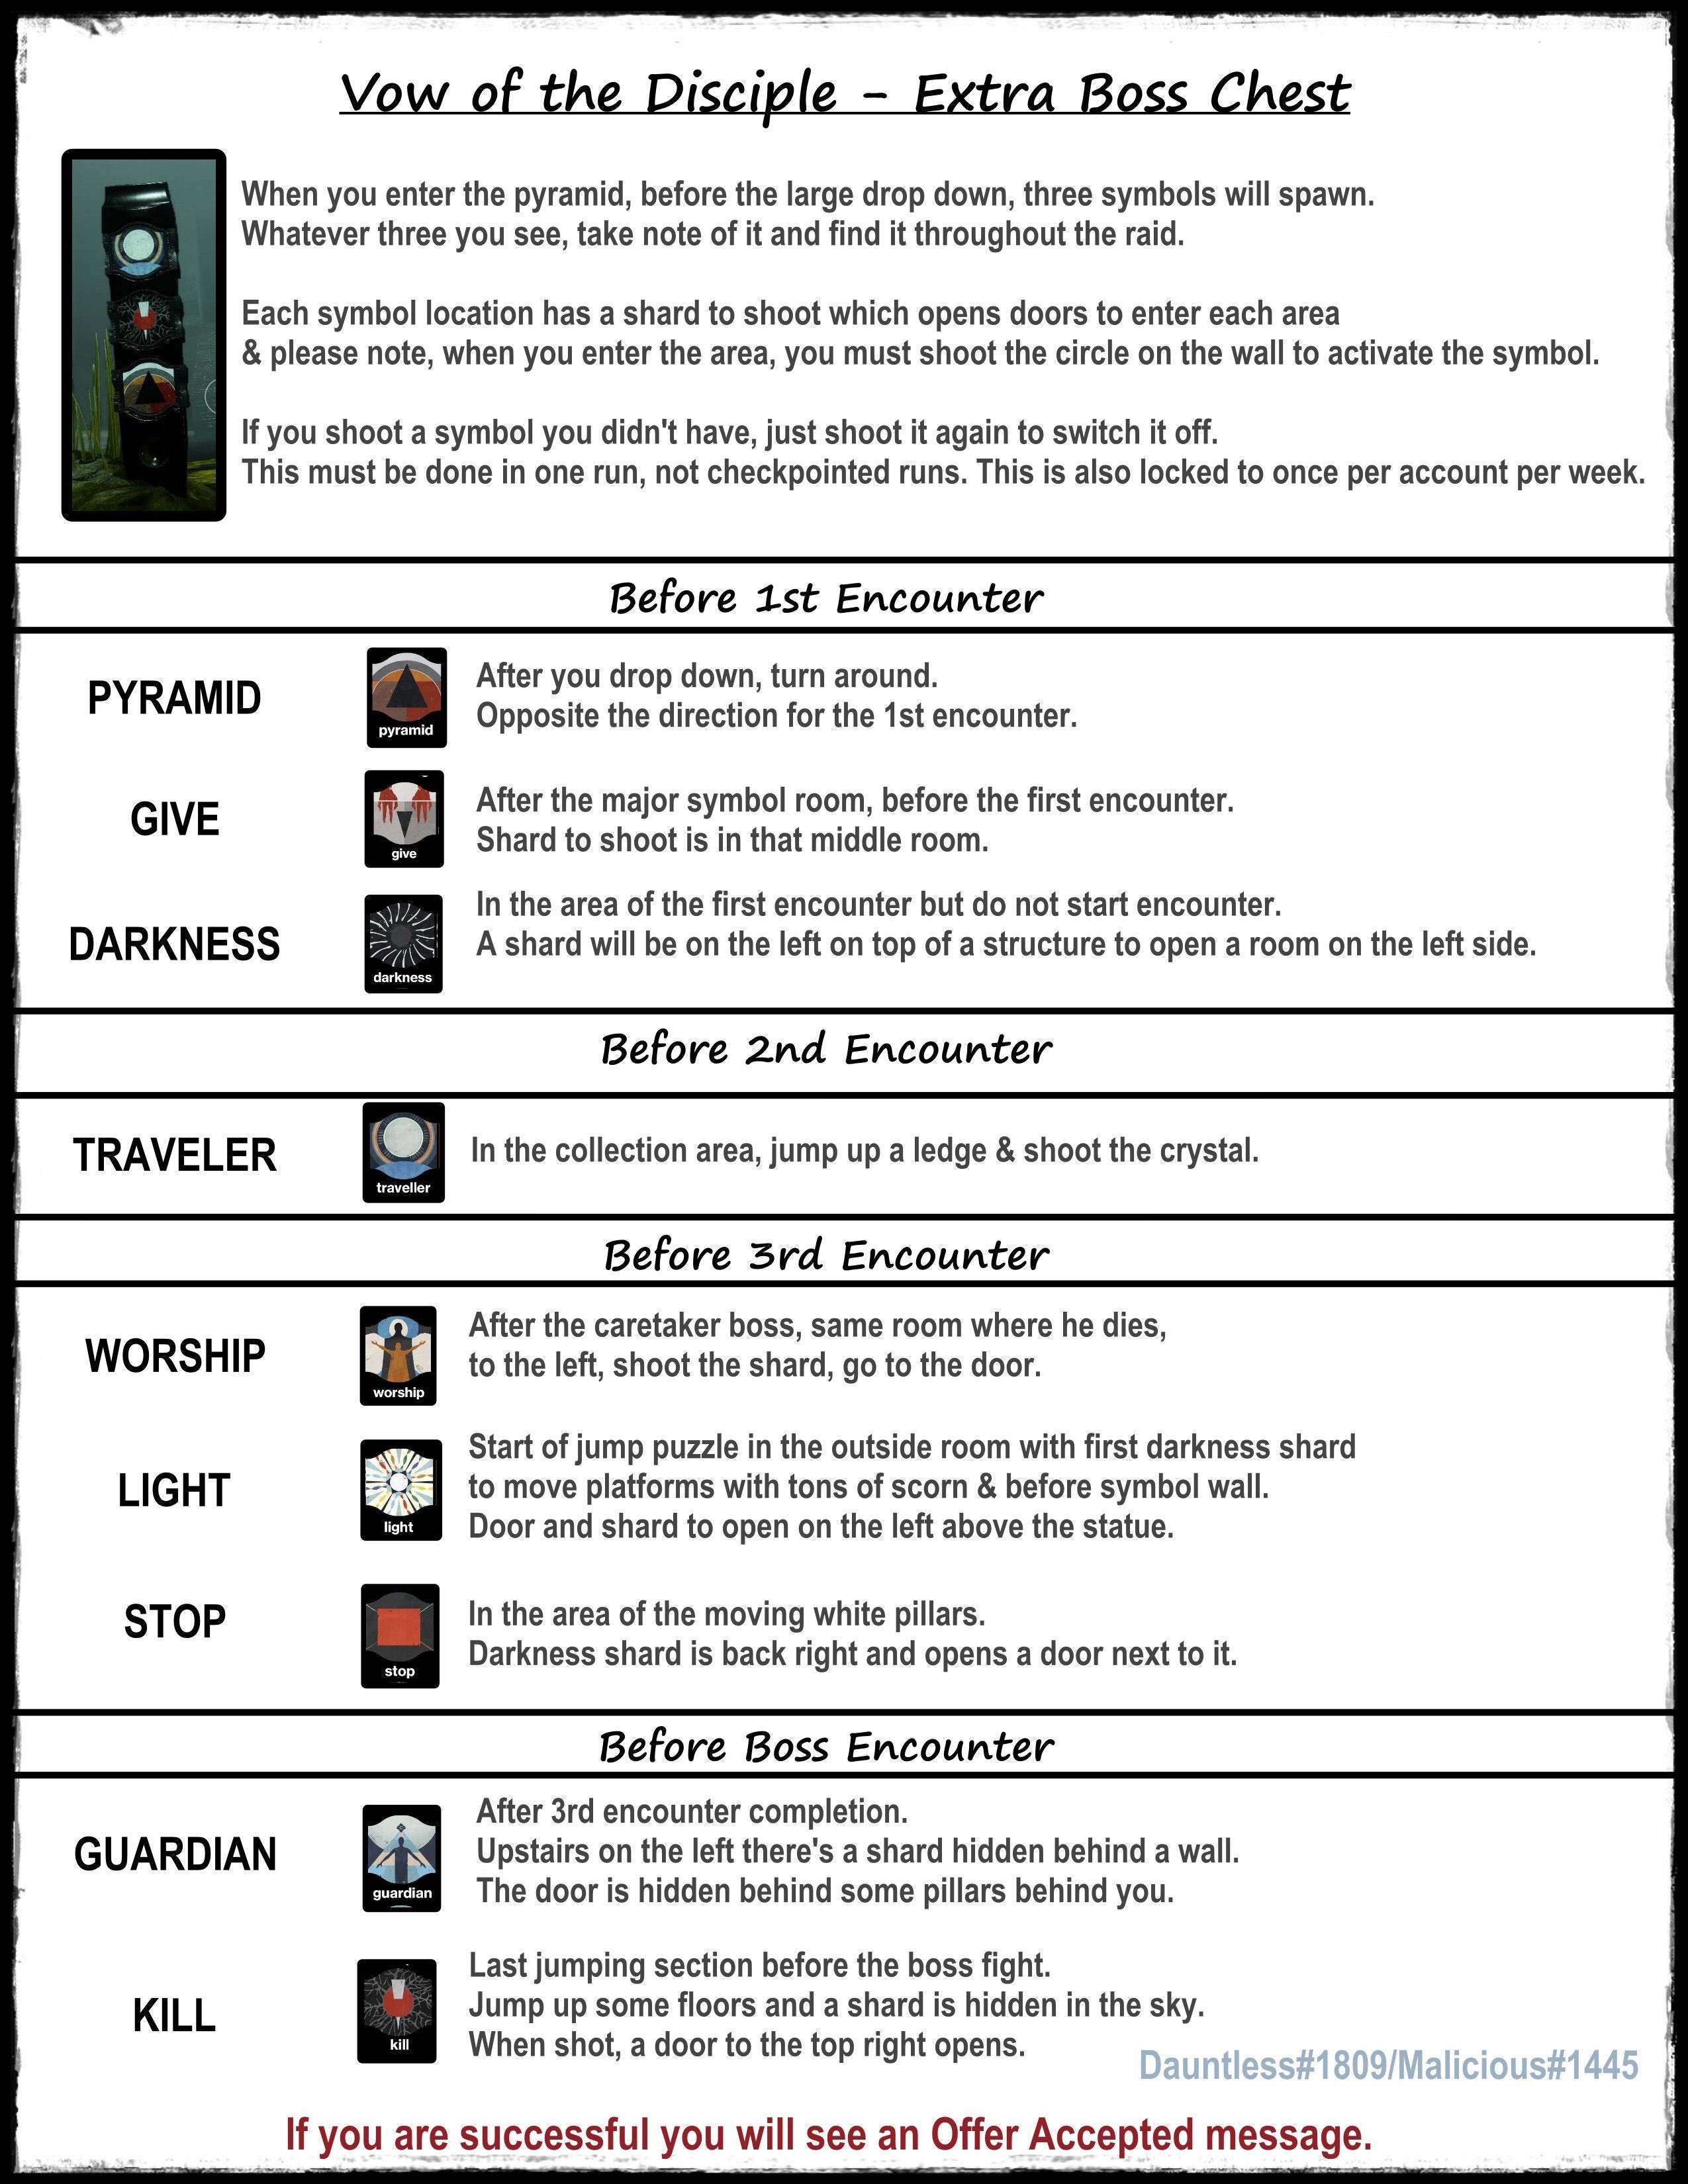 Vow of the Disciple - Extra Boss Chest
When you enter the pyramid, before the large drop down, three symbols will spawn.
Whatever three you see, take note of it and find it throughout the raid.
Each symbol location has a shard to shoot which opens doors to enter each area
& please note, when you enter the area, you must shoot the circle on the wall to activate the symbol.
If you shoot a symbol you didn't have, just shoot it again to switch it off.
This must be done in one run, not checkpointed runs. This is also locked to once per account per week.
Before 1st Encounter
PYRAMID
pyramid
After you drop down, turn around.
Opposite the direction for the 1st encounter.
GIVE
give
After the major symbol room, before the first encounter.
Shard to shoot is in that middle room.
DARKNESS
darkness
In the area of the first encounter but do not start encounter.
A shard will be on the left on top of a structure to open a room on the left side.
Before 2nd Encounter
TRAVELER
traveller
In the collection area, jump up a ledge & shoot the crystal.
Before 3rd Encounter
WORSHIP
worship
After the caretaker boss, same room where he dies,
to the left, shoot the shard, go to the door.
LIGHT
light
Start of jump puzzle in the outside room with first darkness shard
to move platforms with tons of scorn & before symbol wall.
Door and shard to open on the left above the statue.
STOP
stop
In the area of the moving white pillars.
Darkness shard is back right and opens a door next to it.
Before Boss Encounter
GUARDIAN
guardian
After 3rd encounter completion.
Upstairs on the left there's a shard hidden behind a wall.
The door is hidden behind some pillars behind you.
KILL
kill
Last jumping section before the boss fight.
Jump up some floors and a shard is hidden in the sky.
When shot, a door to the top right opens.
Dauntless#1809/Malicious#1445
If you are successful you will see an Offer Accepted message.